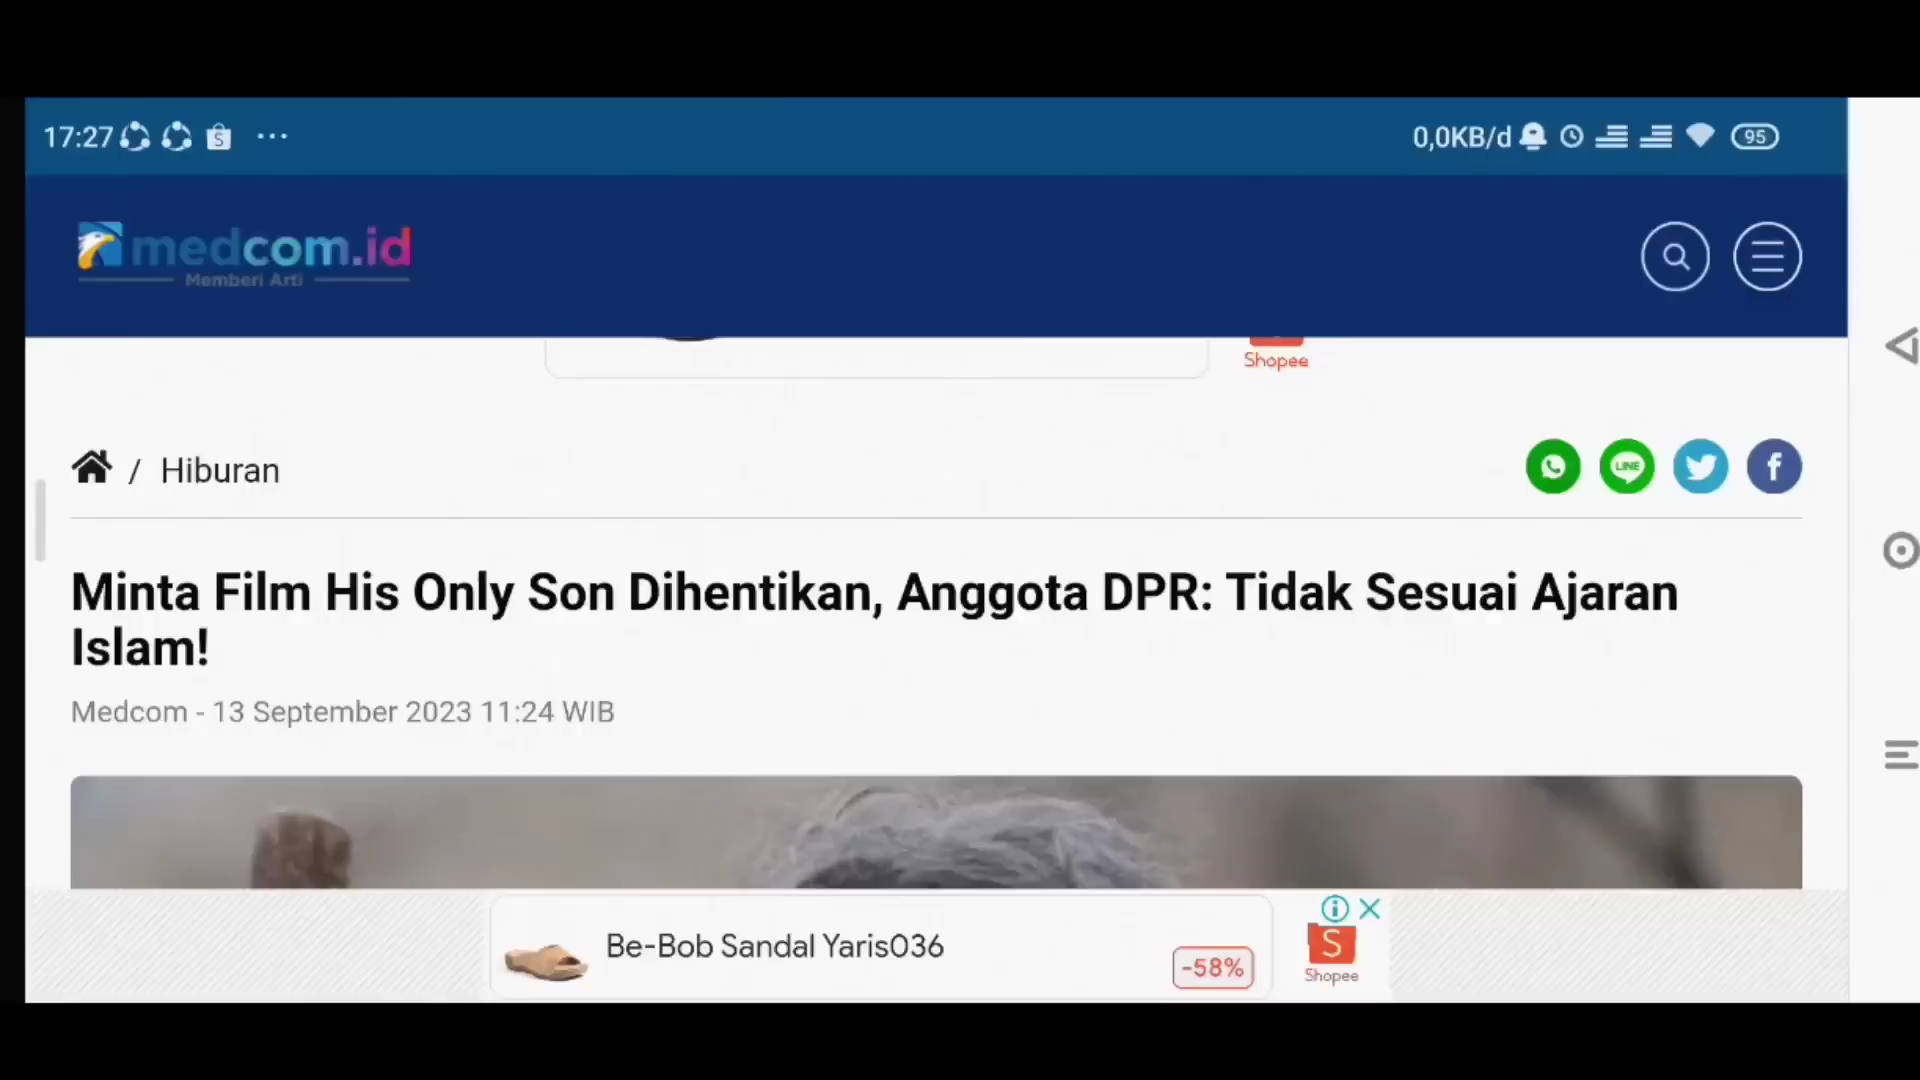 17:27
0,0KB/d
95
medcom.id
Memberi Arti
Shopee
/ Hiburan
LINE
Minta Film His Only Son Dihentikan, Anggota DPR: Tidak Sesuai Ajaran
Islam!
Medcom - 13 September 2023 11:24 WIB
Be-Bob Sandal Yaris036
-58%
Shopee